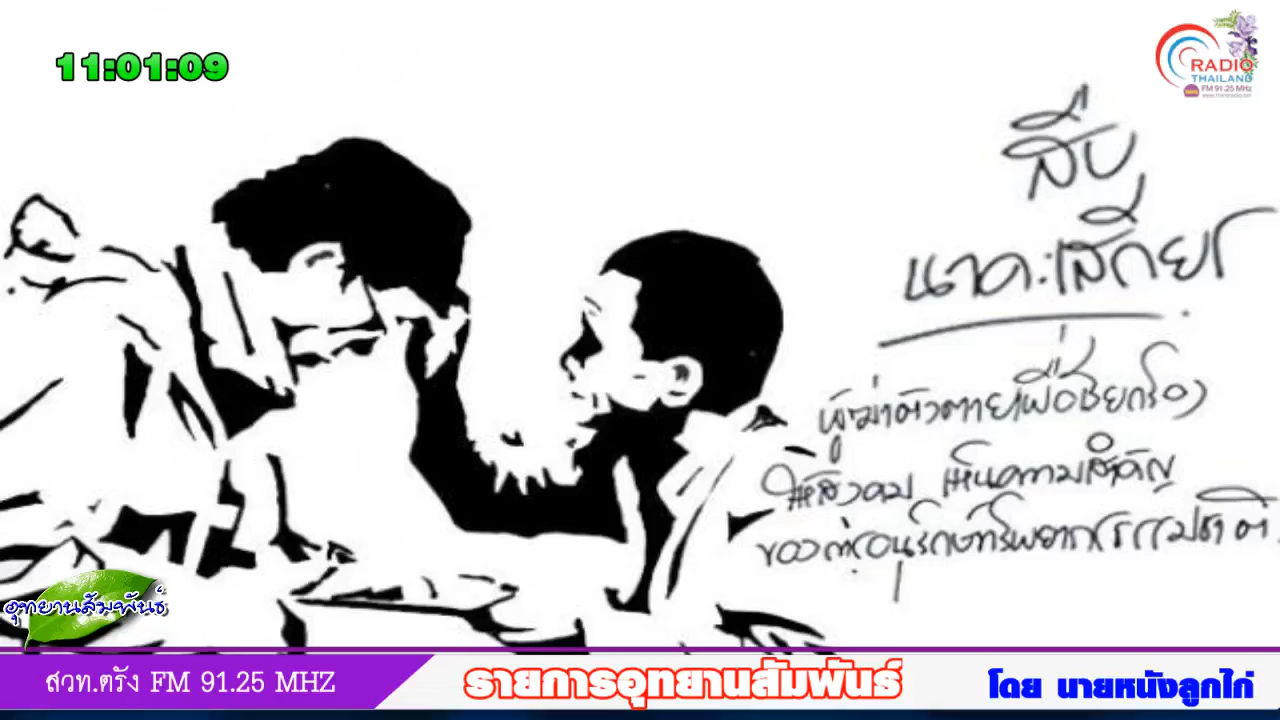 11:01:09
RADIO
THAILAND
FM 91.25 MHz
สืบ
นาคะเสถียร
ผู้ฆ่าตัวตายเพื่อเรียกร้อง
ให้สังคม เห็นความสำคัญ
ของการอนุรักษ์ทรัพยากรธรรมชาติ
อุทยานสัมพันธ์
สวท.ตรัง FM 91.25 MHZ
รายการอุทยานสัมพันธ์
โดย นายหนังลูกไก่